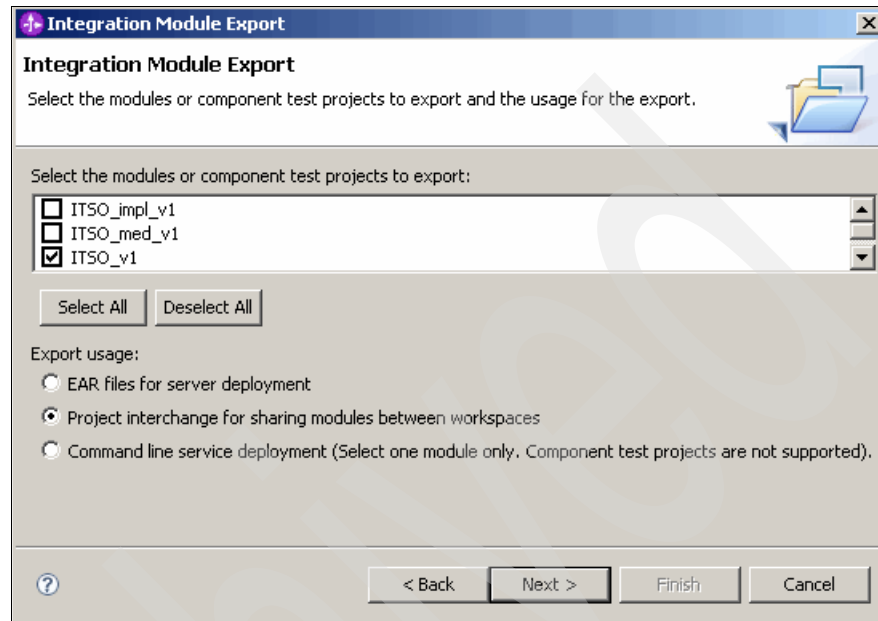 Integration Module Export
Integration Module Export
Select the modules or component test projects to export and the usage for the export.
Select the modules or component test projects to export:
ITSO_impl_v1
ITSO_med_v1
ITSO_v1
Select All
Deselect All
Export usage:
EAR files for server deployment
Project interchange for sharing modules between workspaces
Command line service deployment (Select one module only. Component test projects are not supported).
?
< Back
Next >
Finish
Cancel